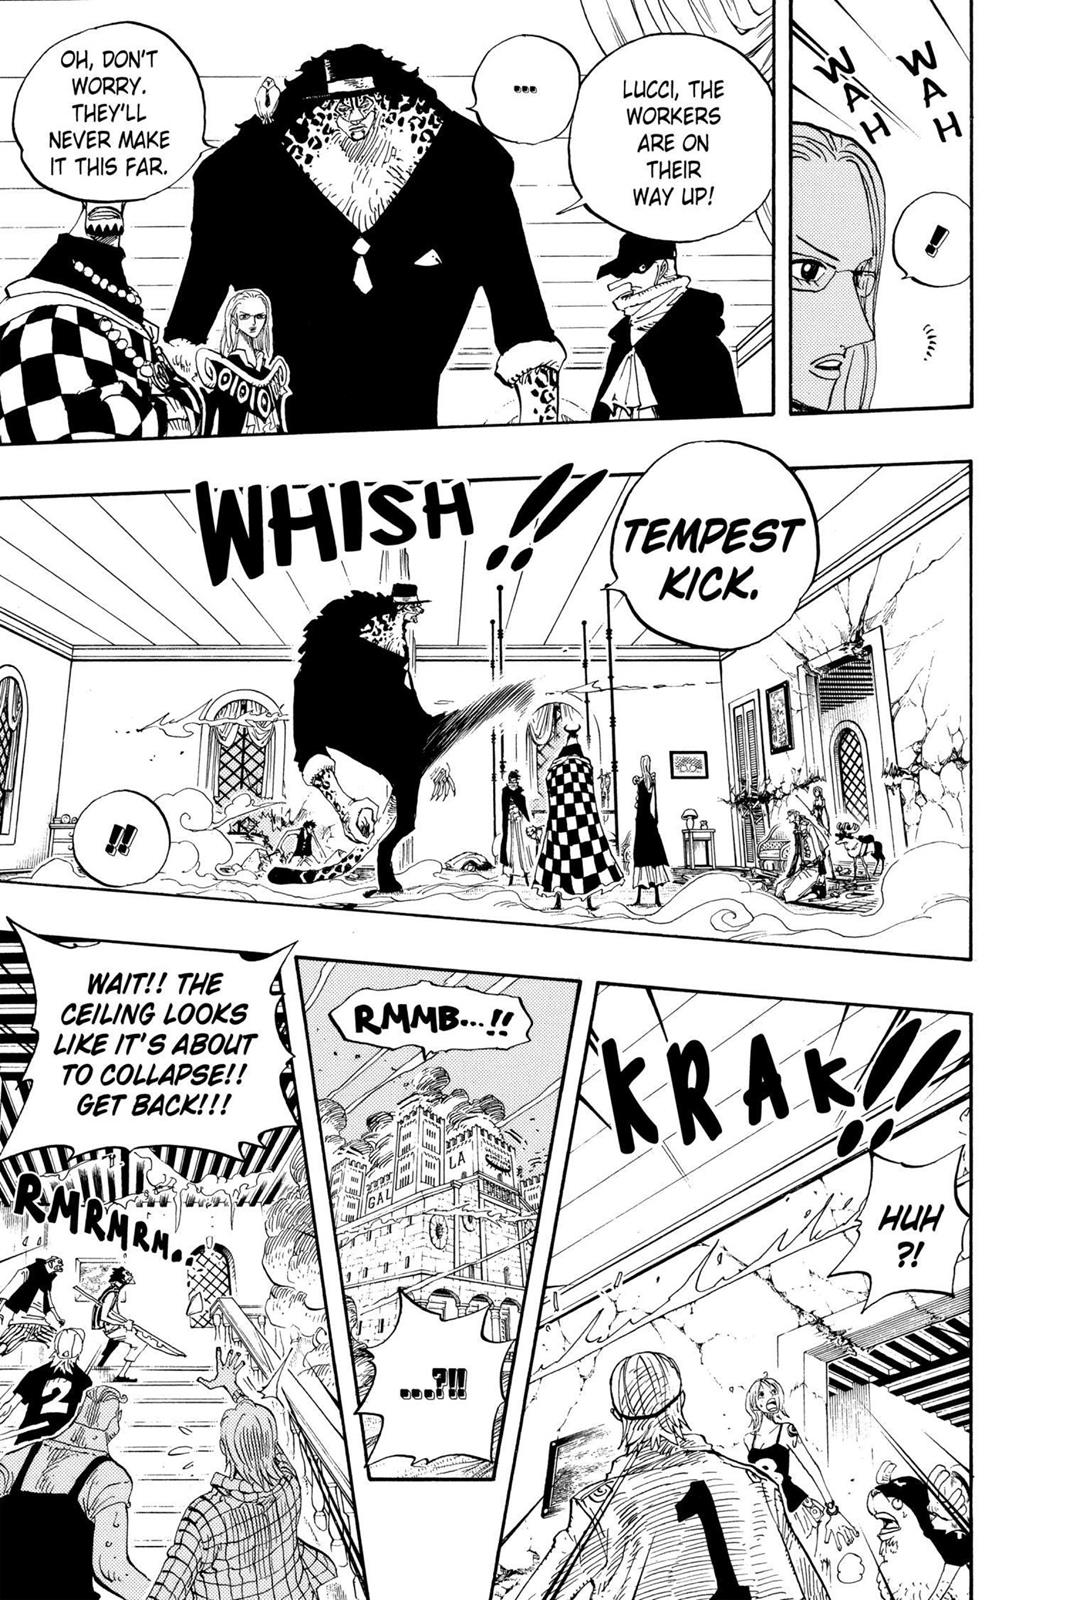 WAH
WAH
!
LUCCI, THE
WORKERS
ARE ON
THEIR
WAY UP!
...
OH, DON'T
WORRY.
THEY'LL
NEVER MAKE
IT THIS FAR.
TEMPEST
KICK.
WHISH!!
!!
KRAK!!
HUH
?!
RMMB...!!
GAL
LA
...?!!
WAIT!! THE
CEILING LOOKS
LIKE IT'S ABOUT
TO COLLAPSE!!
GET BACK!!!
RMRMRM..
2
1